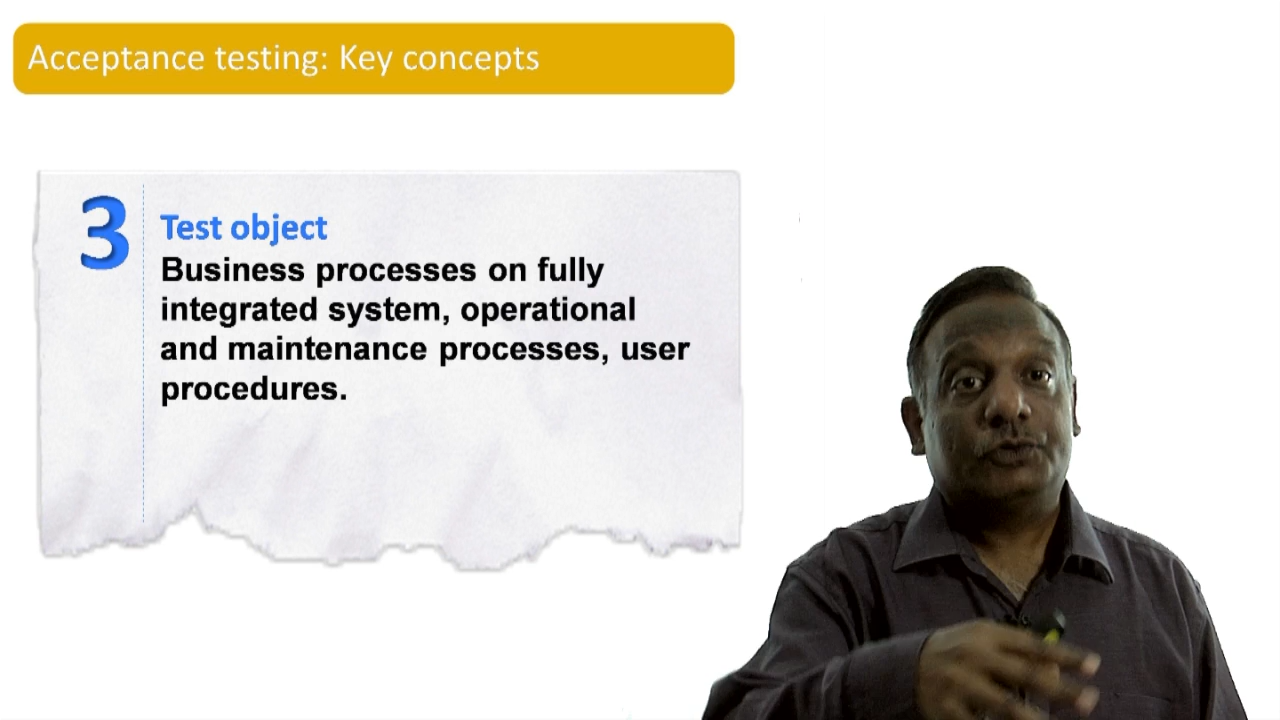 Acceptance testing: Key concepts
3
Test object
Business processes on fully
integrated system, operational
and maintenance processes, user
procedures.